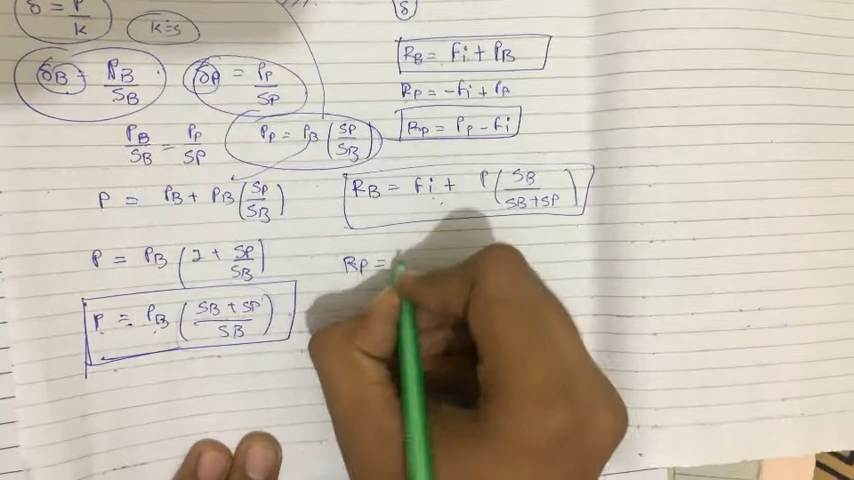 δ = P/k
k=s
δ
δB = PB/SB
δP = PP/SP
RB = Fi + PB
RP = -Fi + PP
PB/SB = PP/SP
PP = PB (SP/SB)
RP = PP - Fi
P = PB + PB (SP/SB)
RB = Fi + P (SB/SB+SP)
P = PB (1 + SP/SB)
RP =
P = PB (SB + SP/SB)